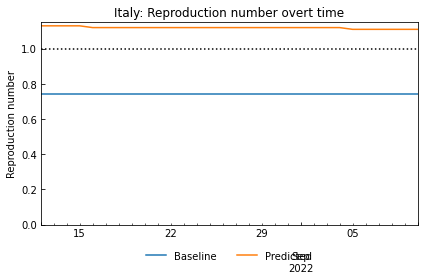 Italy: Reproduction number overt time
Reproduction number
1.0
0.8
0.6
0.4
0.2
0.0
15 22 29 05
Sep
2022
Baseline Predicted